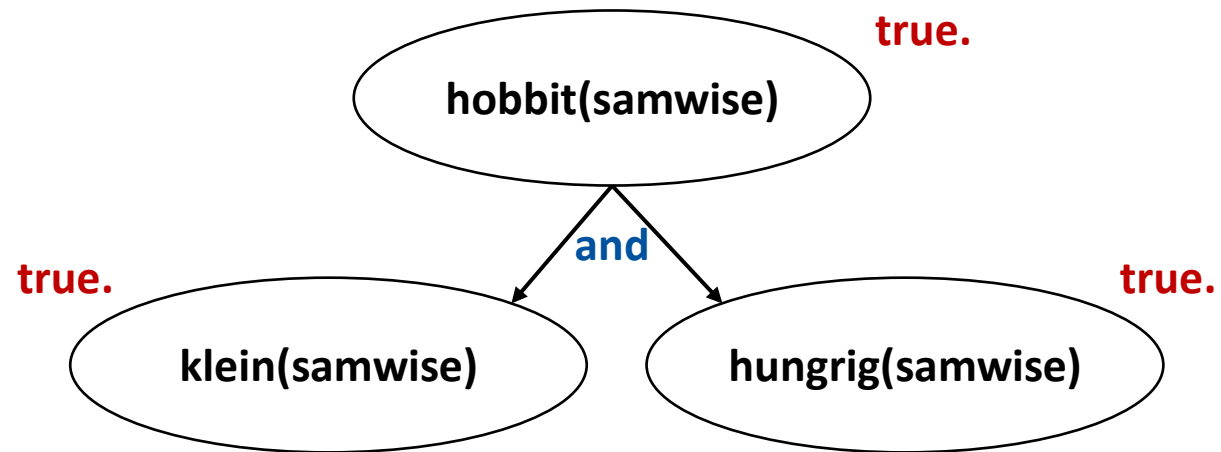 true.
hobbit(samwise)
and
true.
true.
klein(samwise)
hungrig(samwise)